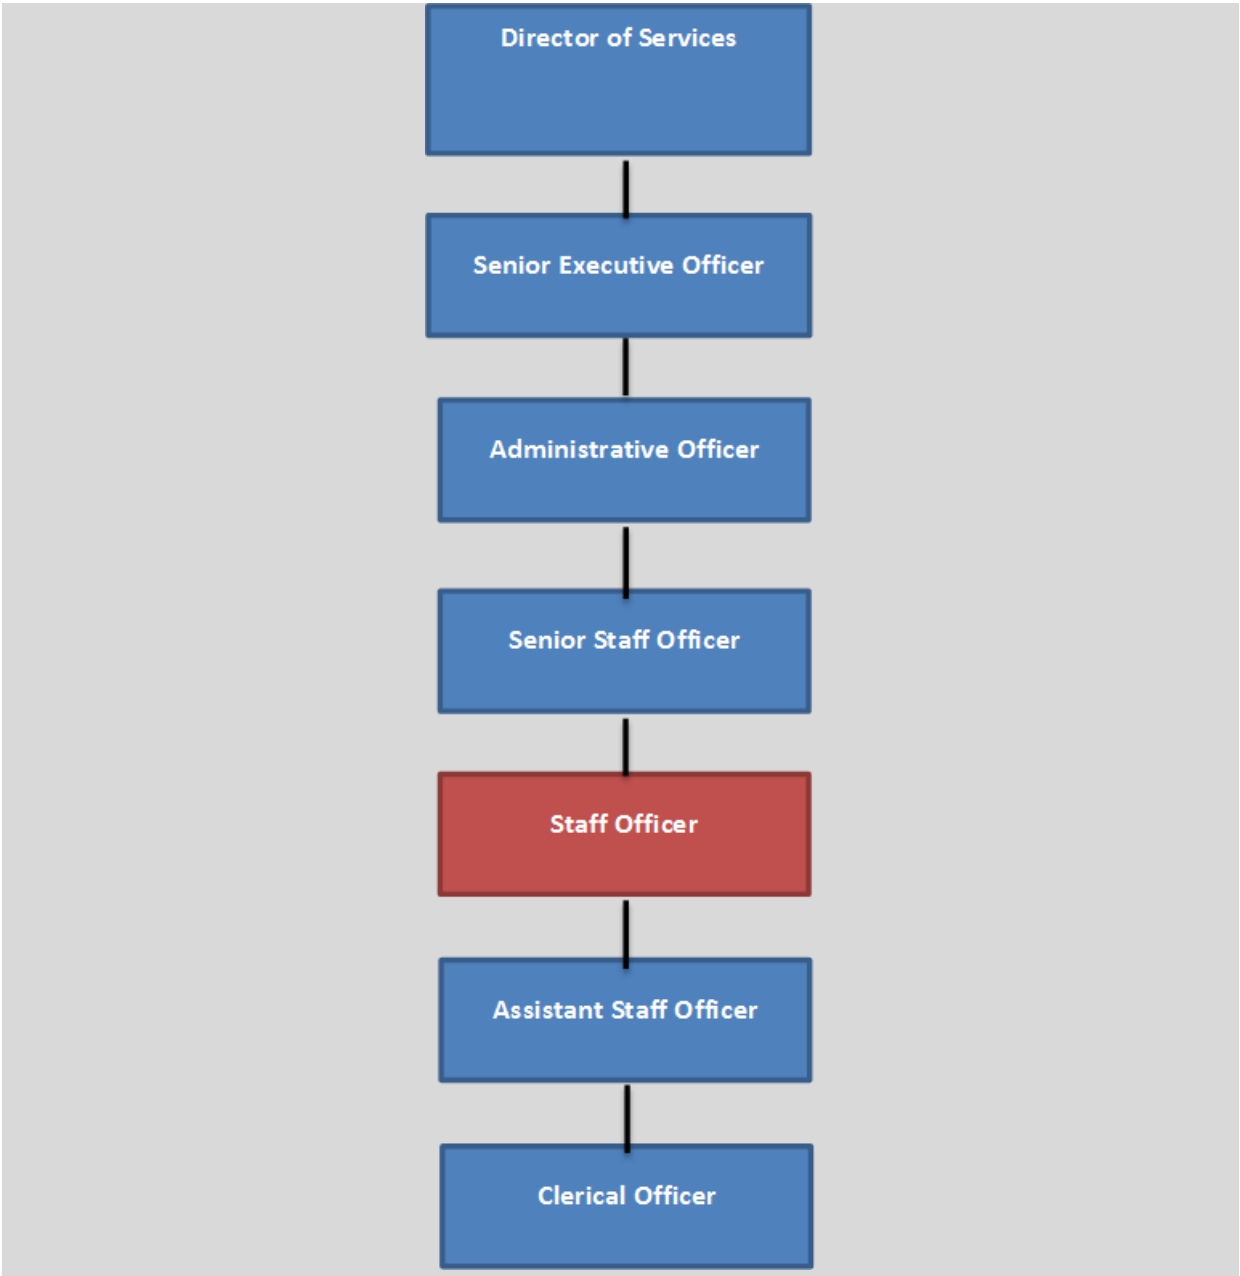 Director of Services
Senior Executive Officer
Administrative Officer
Senior Staff Officer
Staff Officer
Assistant Staff Officer
Clerical Officer